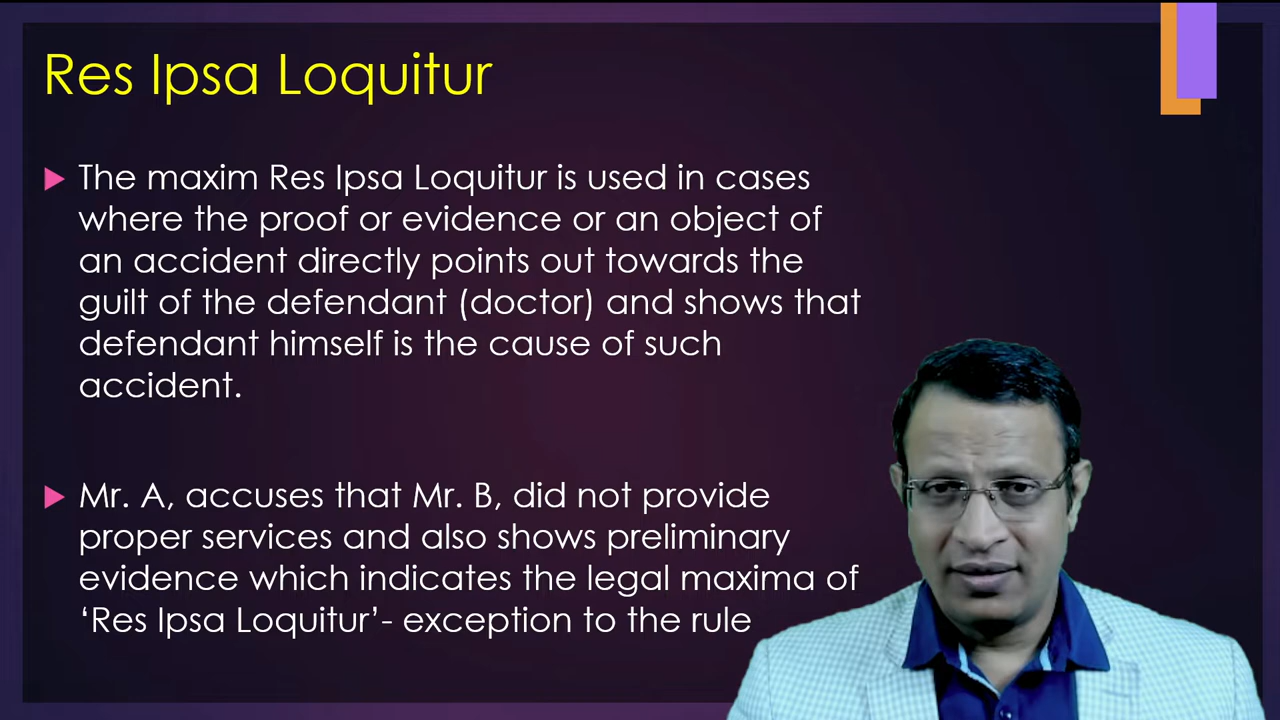 Res Ipsa Loquitur
The maxim Res Ipsa Loquitur is used in cases
where the proof or evidence or an object of
an accident directly points out towards the
guilt of the defendant (doctor) and shows that
defendant himself is the cause of such
accident.
Mr. A, accuses that Mr. B, did not provide
proper services and also shows preliminary
evidence which indicates the legal maxima of
‘Res Ipsa Loquitur’- exception to the rule